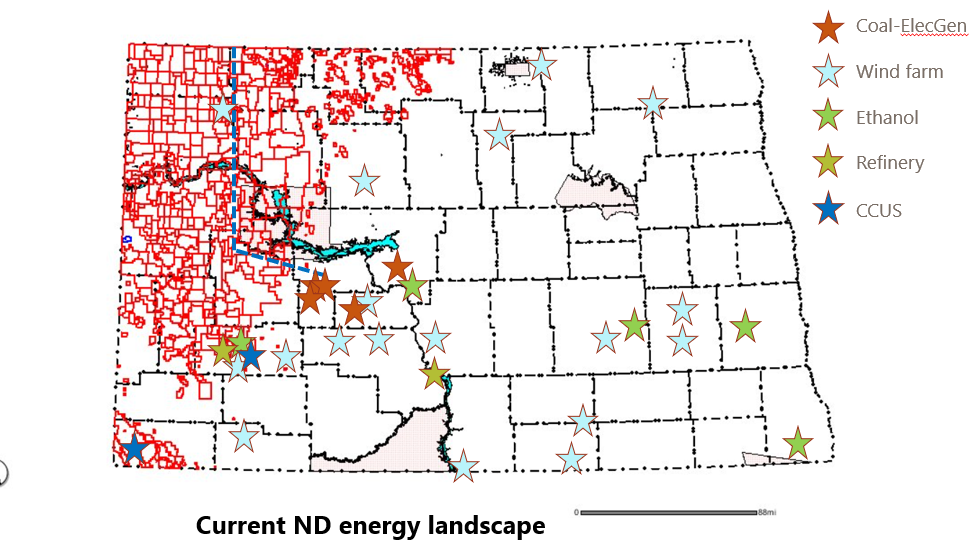 Coal-ElecGen
Wind farm
Ethanol
Refinery
CCUS
0 88mi
Current ND energy landscape